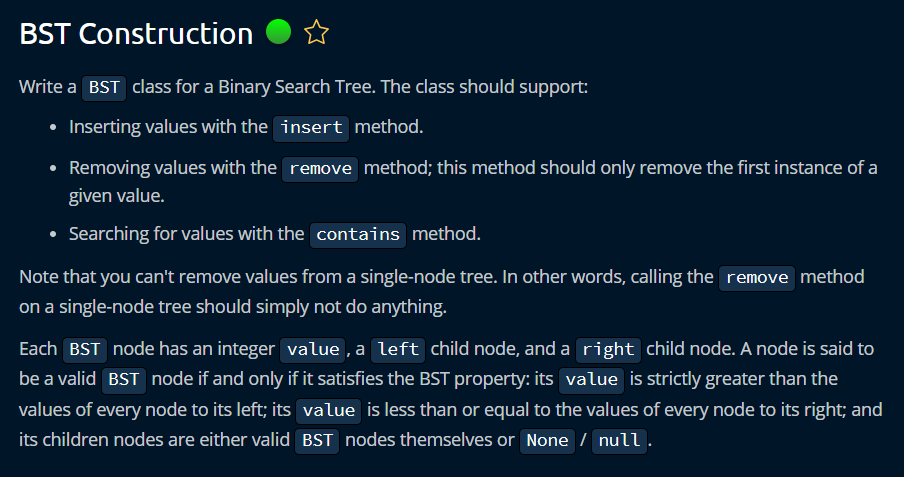 BST Construction
Write a BST class for a Binary Search Tree. The class should support:
• Inserting values with the insert method.
• Removing values with the remove method; this method should only remove the first instance of a
given value.
• Searching for values with the contains method.
Note that you can't remove values from a single-node tree. In other words, calling the remove method
on a single-node tree should simply not do anything.
Each BST node has an integer value, a left child node, and a right child node. A node is said to
be a valid BST node if and only if it satisfies the BST property: its value is strictly greater than the
values of every node to its left; its value is less than or equal to the values of every node to its right; and
its children nodes are either valid BST nodes themselves or None / null.